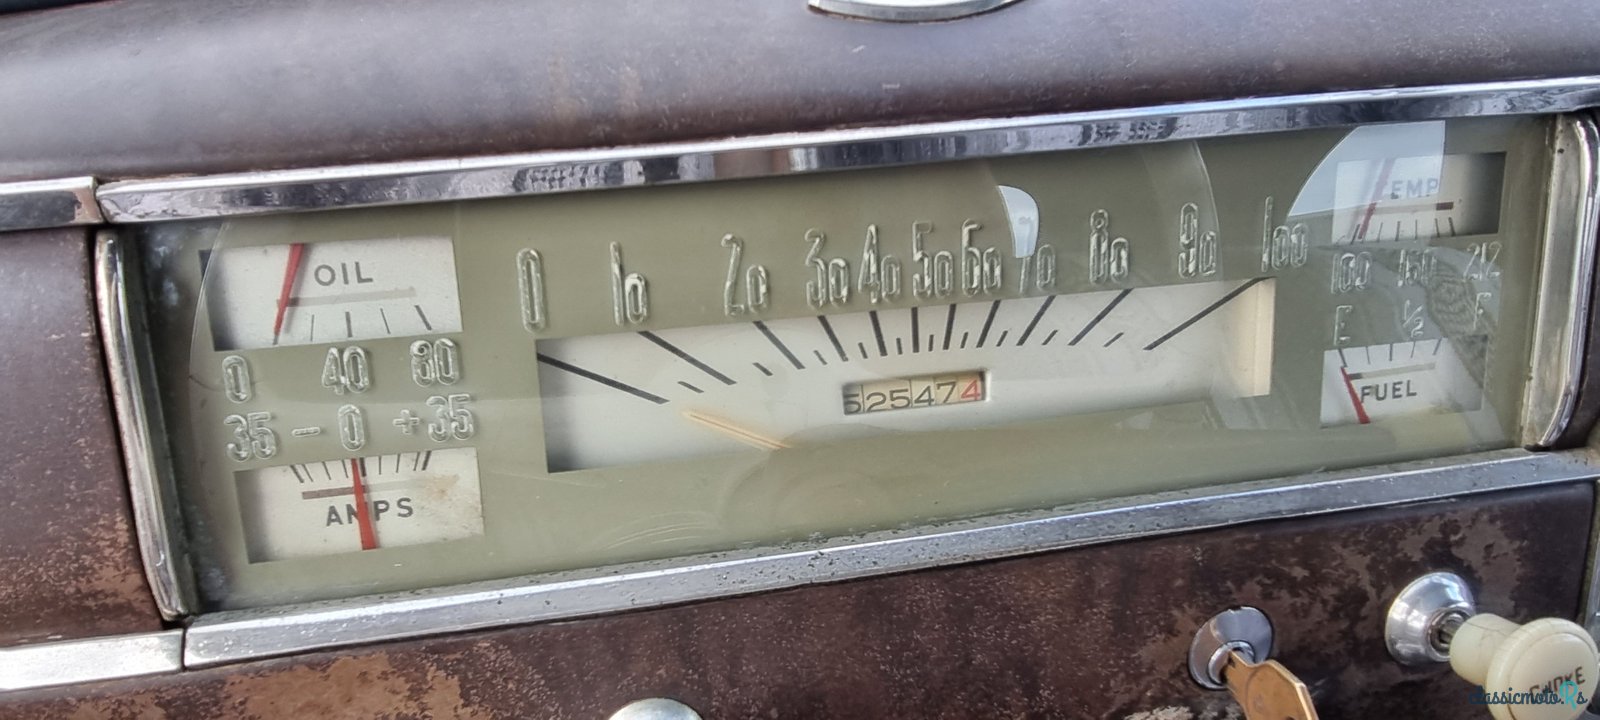 OIL
0 40 80
35 - 0 + 35
AMPS
0 10 20 30 40 50 60 70 80 90 100
525474
TEMP
100 160 212
E 1/2 F
FUEL
CHOKE
classicmoto.Rs